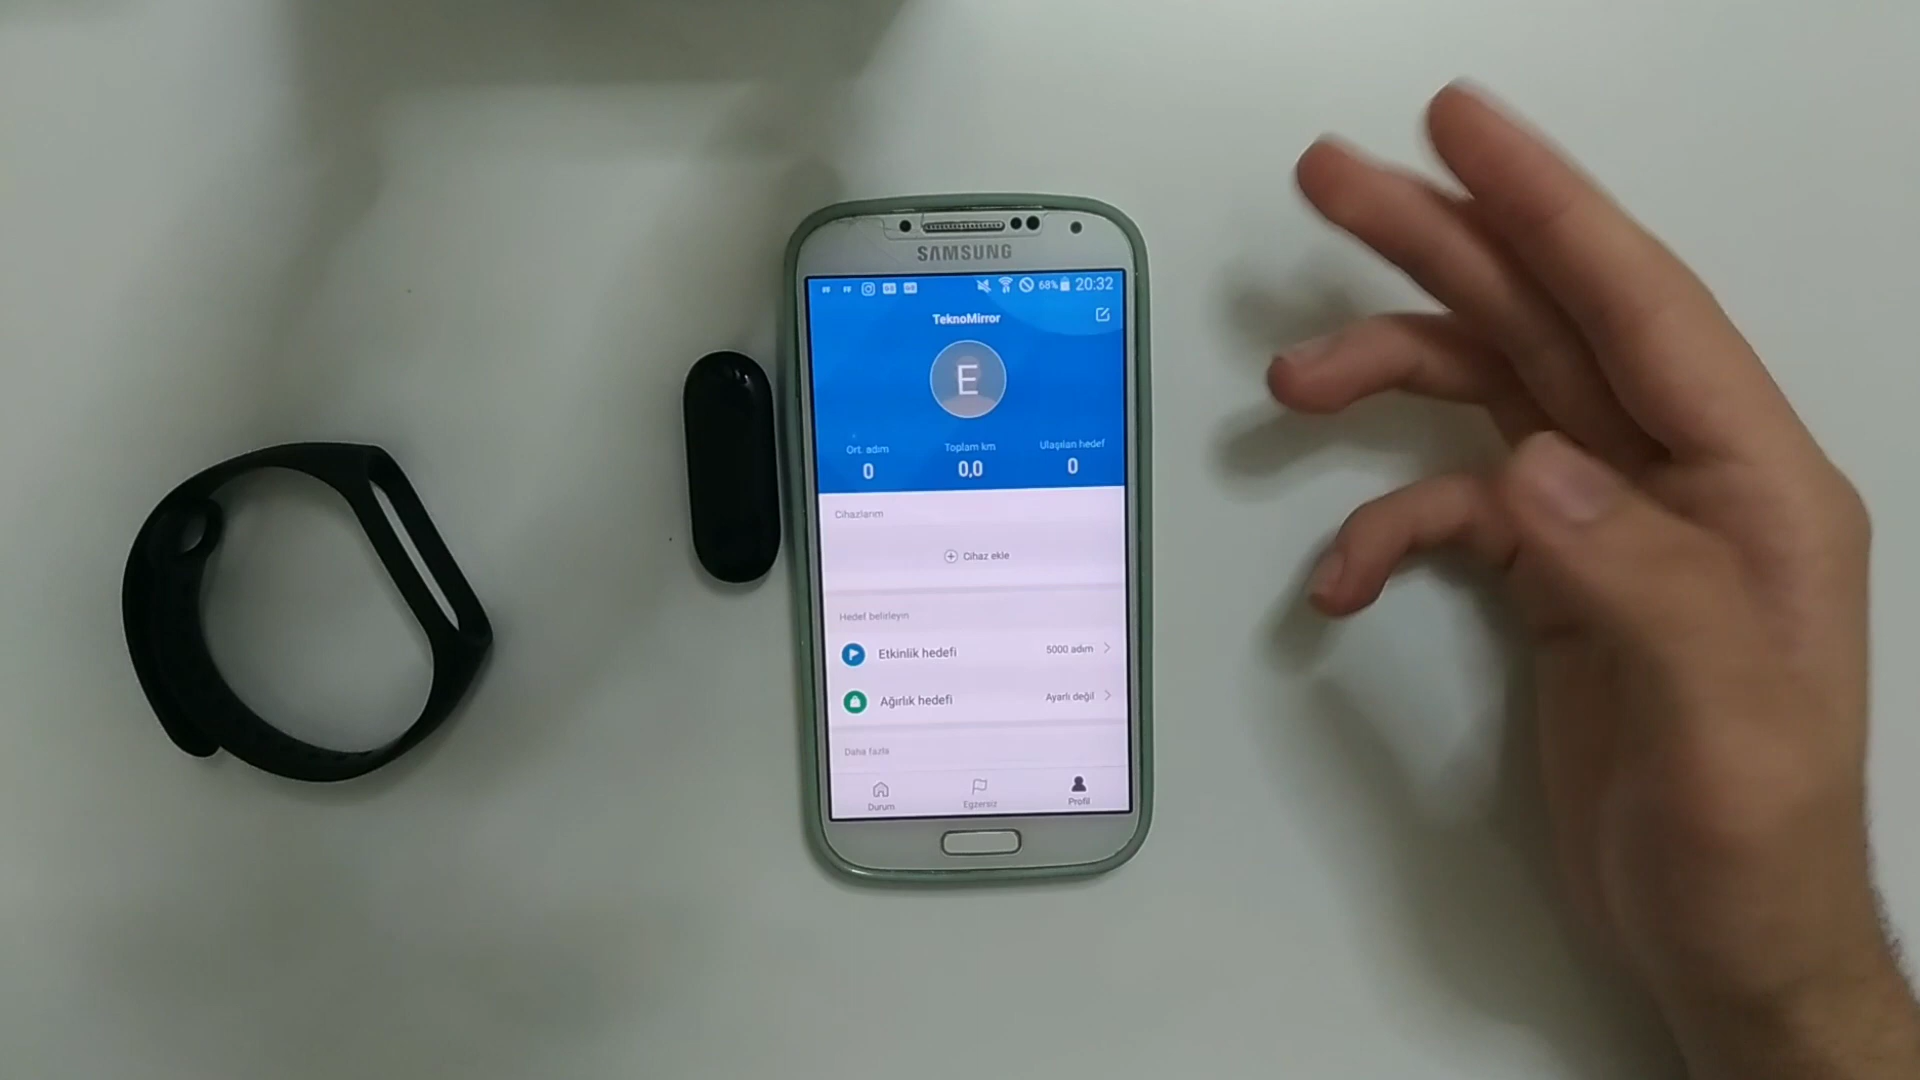 SAMSUNG
68% 20:32
TeknoMirror
E
Ort. adım
Toplam km
Ulaşılan hedef
0
0,0
0
Cihazlarım
Cihaz ekle
Hedef belirleyin
Etkinlik hedefi
5000 adım
Ağırlık hedefi
Ayarlı değil
Daha fazla
Durum
Egzersiz
Profil